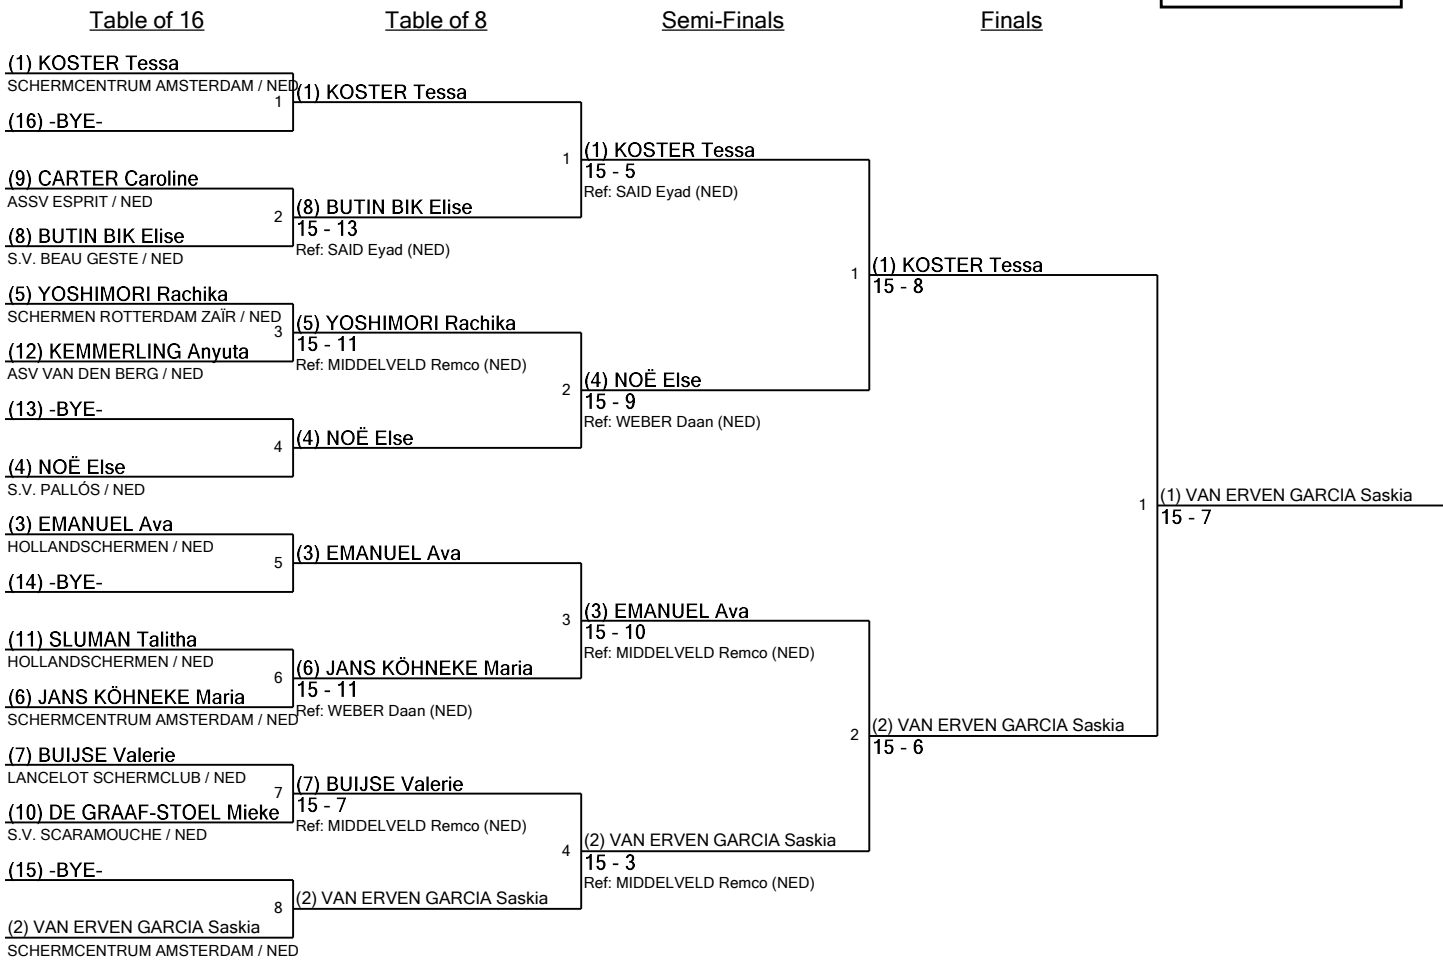 Table of 16
Table of 8
Semi-Finals
Finals
(1) KOSTER Tessa
SCHERMCENTRUM AMSTERDAM / NED
1
(16) -BYE-
(9) CARTER Caroline
ASSV ESPRIT / NED
2
(8) BUTIN BIK Elise
S.V. BEAU GESTE / NED
(5) YOSHIMORI Rachika
SCHERMEN ROTTERDAM ZAÏR / NED
3
(12) KEMMERLING Anyuta
ASV VAN DEN BERG / NED
(13) -BYE-
4
(4) NOË Else
S.V. PALLÓS / NED
(3) EMANUEL Ava
HOLLANDSCHERMEN / NED
5
(14) -BYE-
(11) SLUMAN Talitha
HOLLANDSCHERMEN / NED
6
(6) JANS KÖHNEKE Maria
SCHERMCENTRUM AMSTERDAM / NED
(7) BUIJSE Valerie
LANCELOT SCHERMCLUB / NED
7
(10) DE GRAAF-STOEL Mieke
S.V. SCARAMOUCHE / NED
(15) -BYE-
8
(2) VAN ERVEN GARCIA Saskia
SCHERMCENTRUM AMSTERDAM / NED
(1) KOSTER Tessa
1
(8) BUTIN BIK Elise
15 - 13
Ref: SAID Eyad (NED)
(5) YOSHIMORI Rachika
15 - 11
Ref: MIDDELVELD Remco (NED)
2
(4) NOË Else
(3) EMANUEL Ava
3
(6) JANS KÖHNEKE Maria
15 - 11
Ref: WEBER Daan (NED)
(7) BUIJSE Valerie
15 - 7
Ref: MIDDELVELD Remco (NED)
4
(2) VAN ERVEN GARCIA Saskia
(1) KOSTER Tessa
15 - 5
Ref: SAID Eyad (NED)
1
(4) NOË Else
15 - 9
Ref: WEBER Daan (NED)
(3) EMANUEL Ava
15 - 10
Ref: MIDDELVELD Remco (NED)
2
(2) VAN ERVEN GARCIA Saskia
15 - 3
Ref: MIDDELVELD Remco (NED)
(1) KOSTER Tessa
15 - 8
1
(2) VAN ERVEN GARCIA Saskia
15 - 6
(1) VAN ERVEN GARCIA Saskia
15 - 7